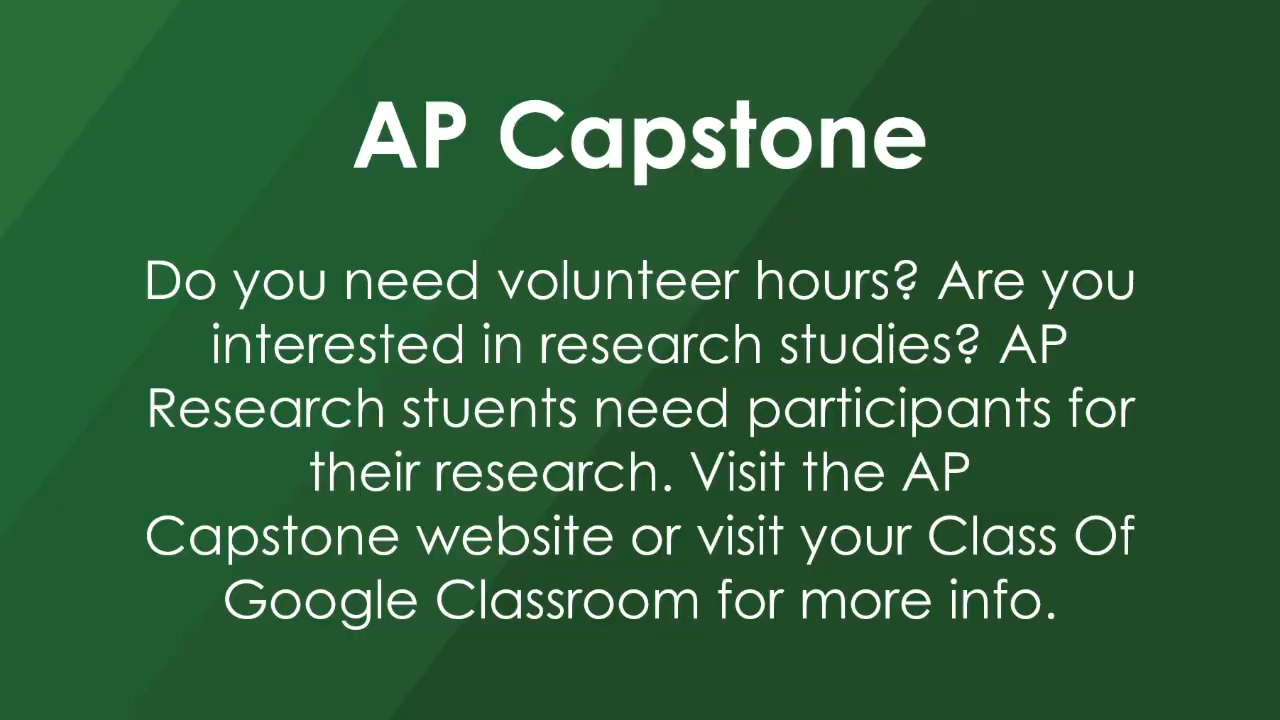 AP Capstone
Do you need volunteer hours? Are you
interested in research studies? AP
Research stuents need participants for
their research. Visit the AP
Capstone website or visit your Class Of
Google Classroom for more info.